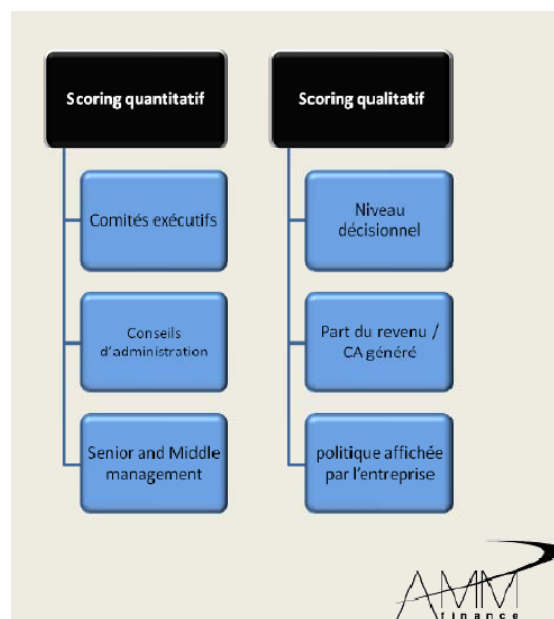 Scoring quantitatif
Comités exécutifs
Conseils
d'administration
Senior and Middle
management
Scoring qualitatif
Niveau
décisionnel
Part du revenu /
CA généré
politique affichée
par l'entreprise
AMM
finance